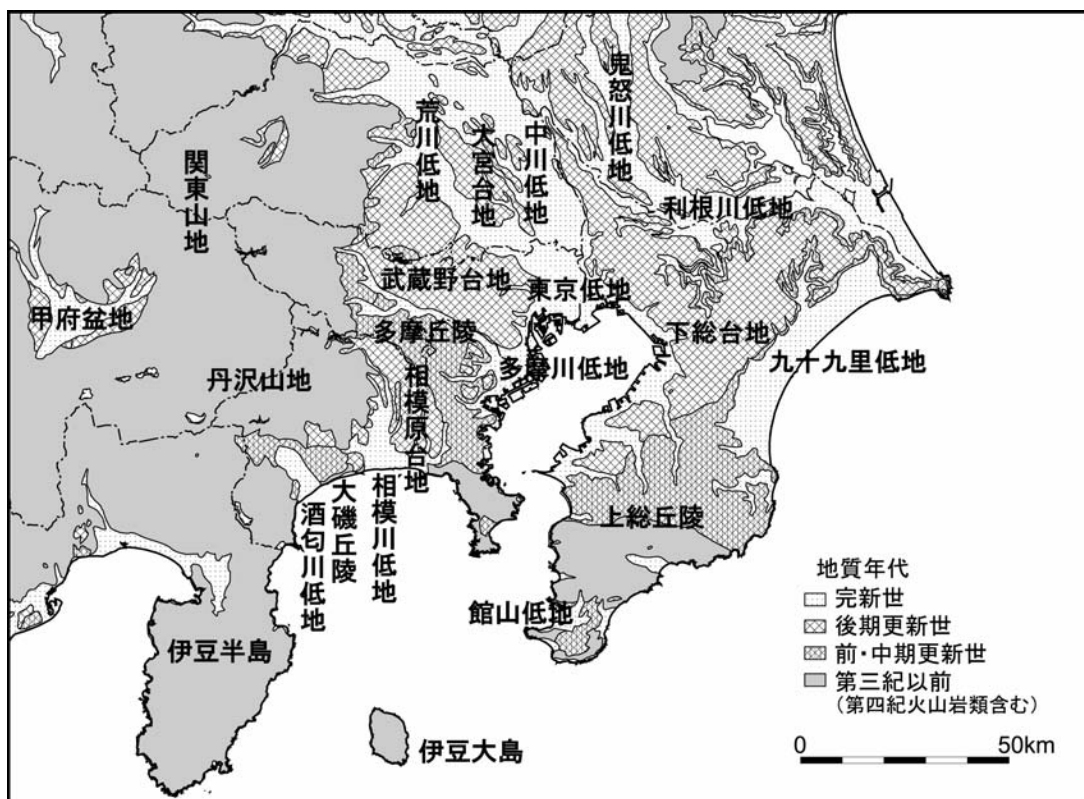 鬼怒川低地
荒川低地
大宮台地
中川低地
関東山地
利根川低地
武蔵野台地
東京低地
甲府盆地
多摩丘陵
下総台地
多摩川低地
九十九里低地
丹沢山地
相模原台地
上総丘陵
相模川低地
大磯丘陵
酒匂川低地
館山低地
伊豆半島
伊豆大島
地質年代
完新世
後期更新世
前・中期更新世
第三紀以前
(第四紀火山岩類含む)
0 50km